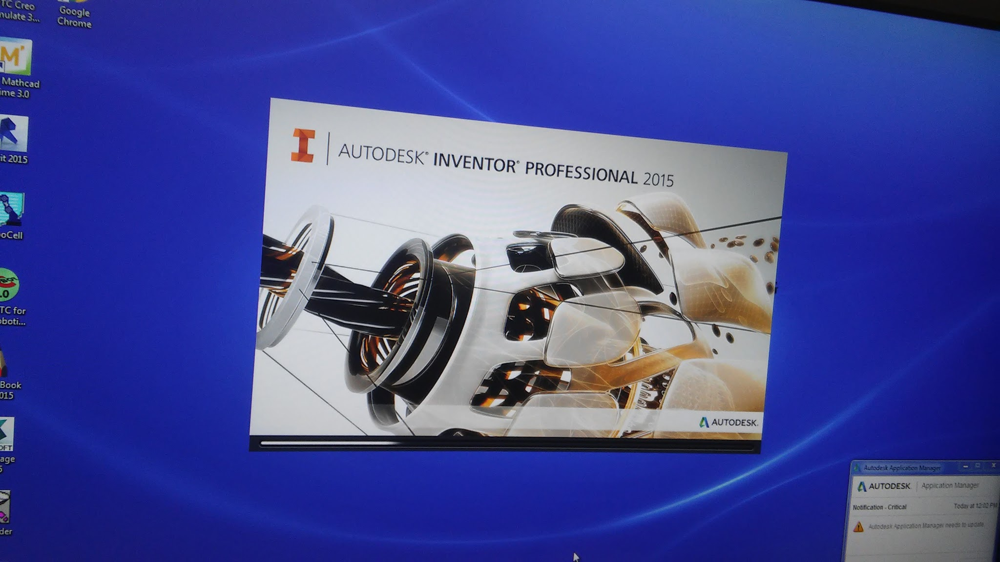 TC Creo
mulate 3...
Google
Chrome
M
Mathcad
ime 3.0
it 2015
oCell
.0
TC for
oboti...
Book
015
OFT
age
5
der
AUTODESK® INVENTOR® PROFESSIONAL 2015
AUTODESK.
Autodesk Application Manager
AUTODESK. Application Manager
Notification - Critical Today at 12:02 PM
Autodesk Application Manager needs to update.